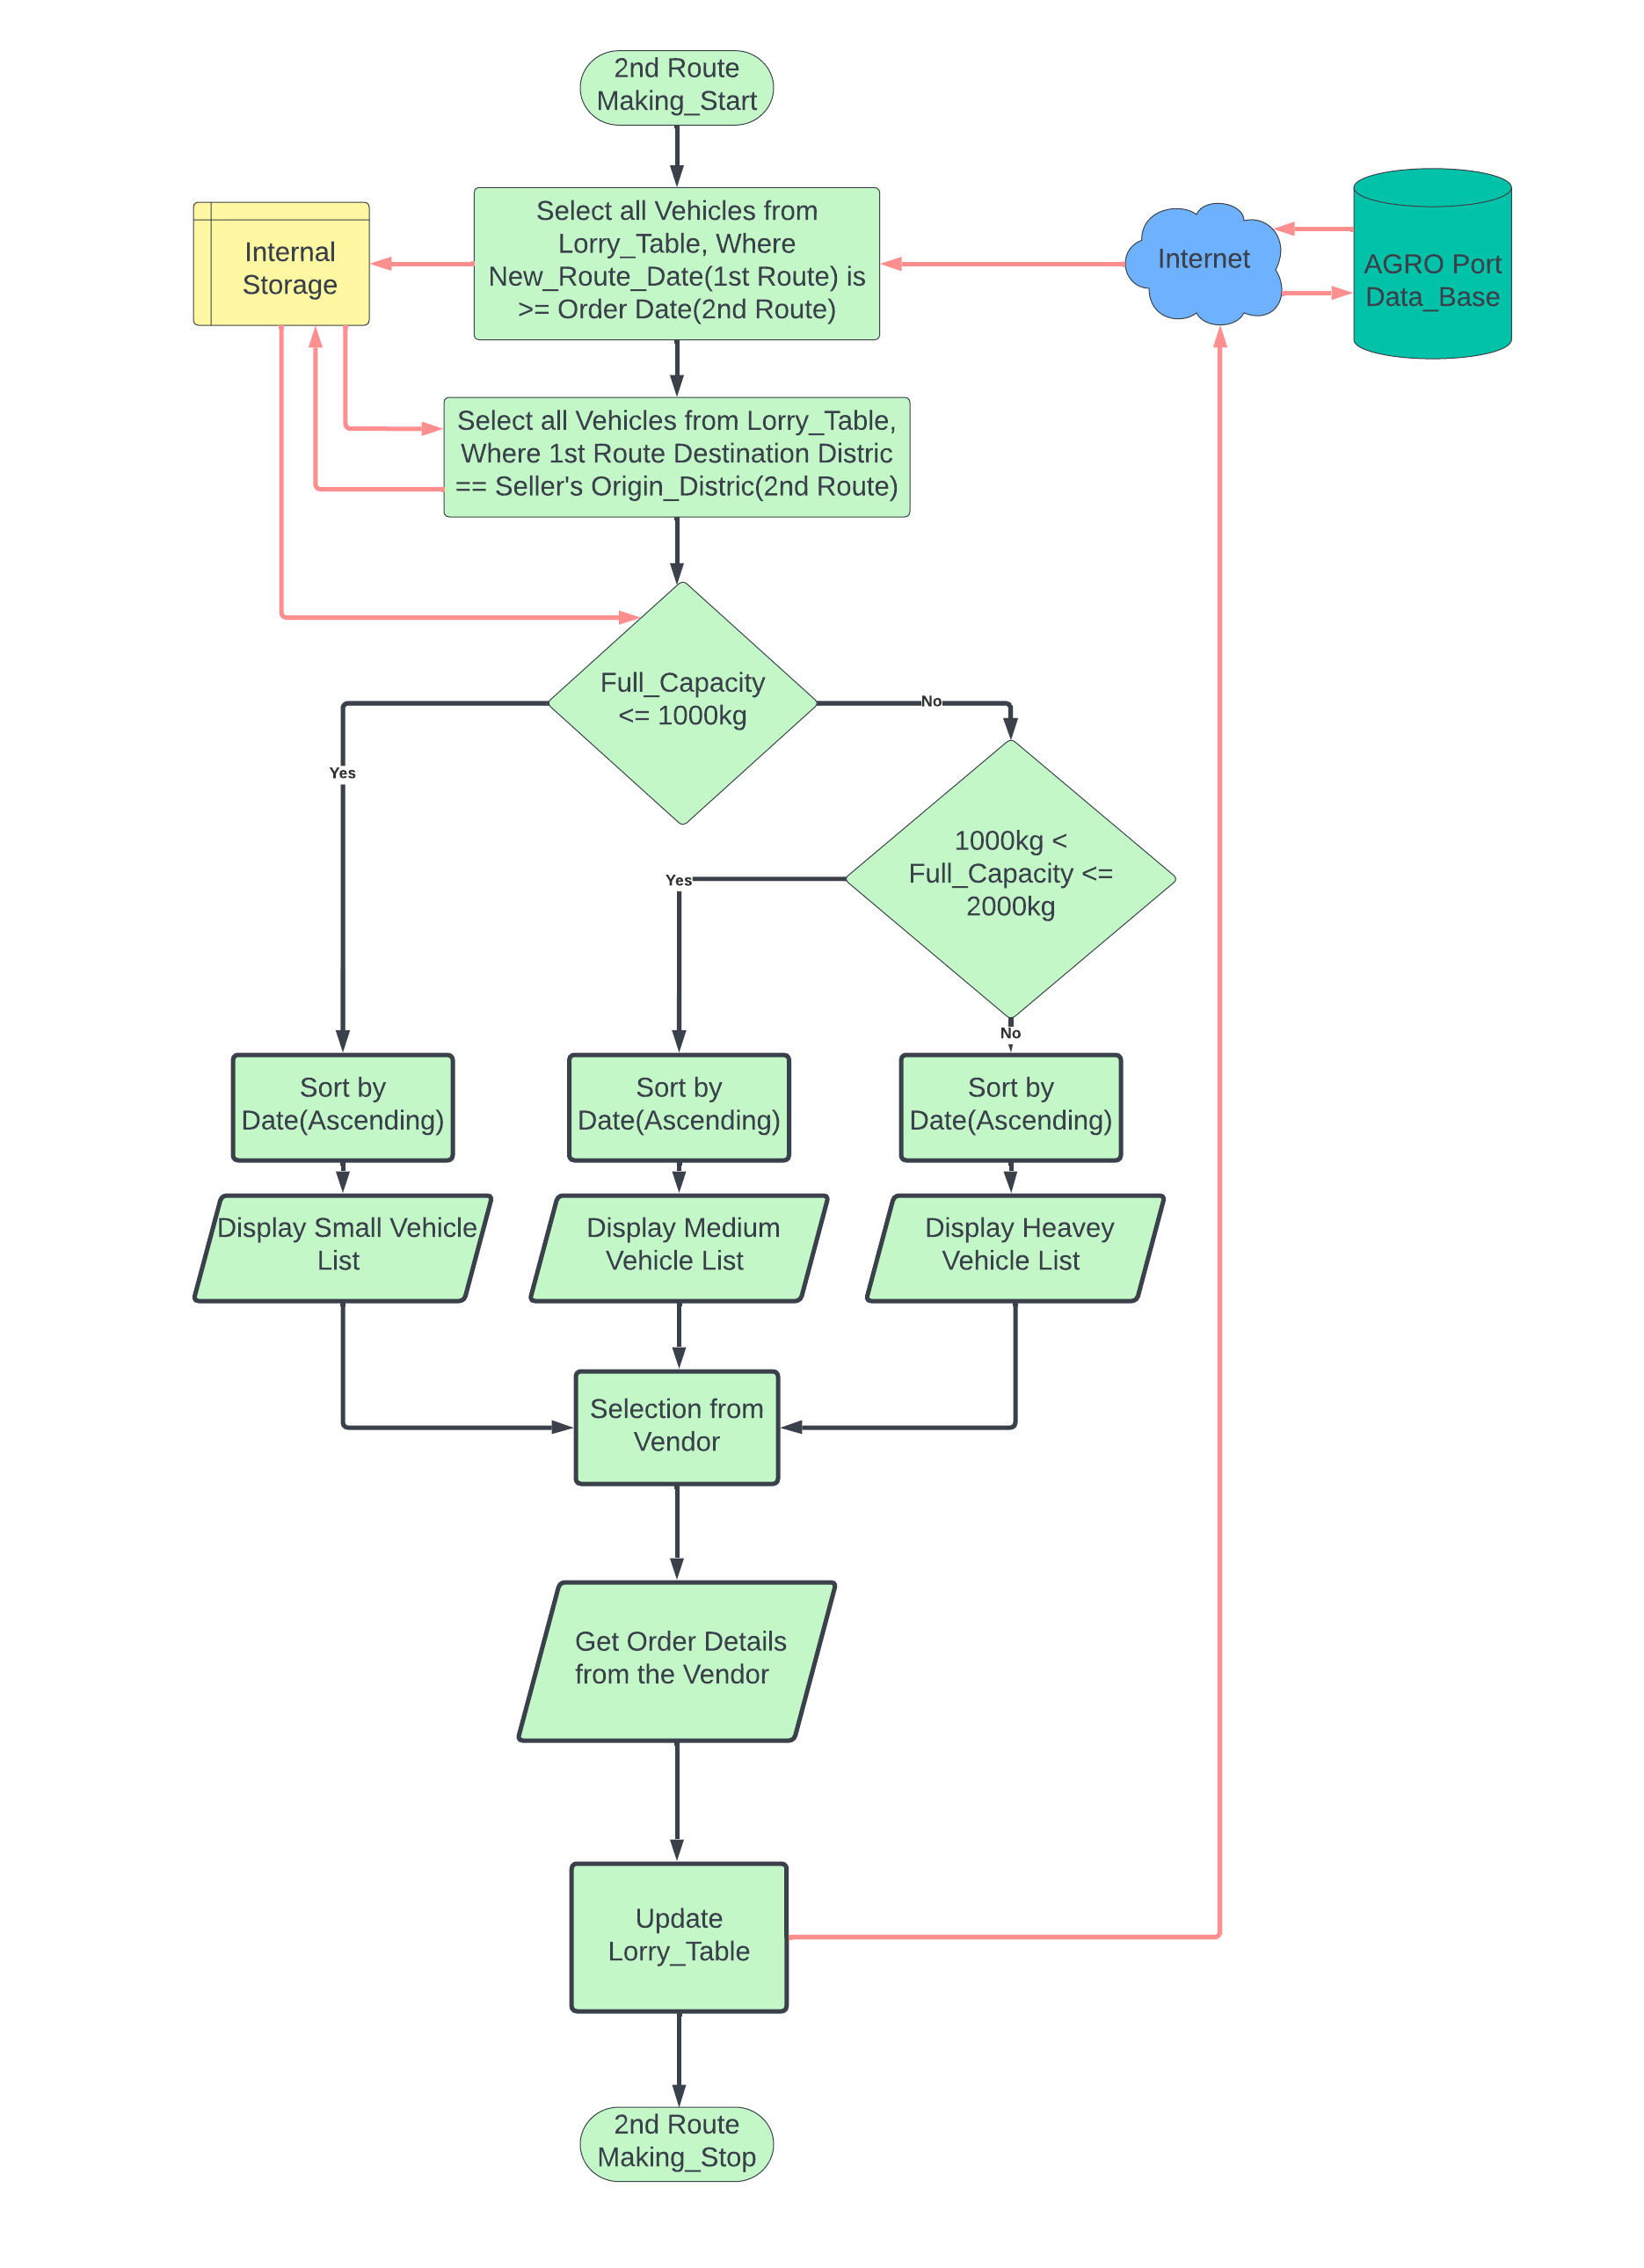 2nd Route
Making_Start
Select all Vehicles from
Lorry_Table, Where
New_Route_Date(1st Route) is
>= Order Date(2nd Route)
Internal
Storage
Internet
AGRO Port
Data_Base
Select all Vehicles from Lorry_Table,
Where 1st Route Destination Distric
== Seller's Origin_Distric(2nd Route)
Full_Capacity
<= 1000kg
No
Yes
1000kg <
Full_Capacity <=
2000kg
Yes
No
Sort by
Date(Ascending)
Sort by
Date(Ascending)
Sort by
Date(Ascending)
Display Small Vehicle
List
Display Medium
Vehicle List
Display Heavey
Vehicle List
Selection from
Vendor
Get Order Details
from the Vendor
Update
Lorry_Table
2nd Route
Making_Stop